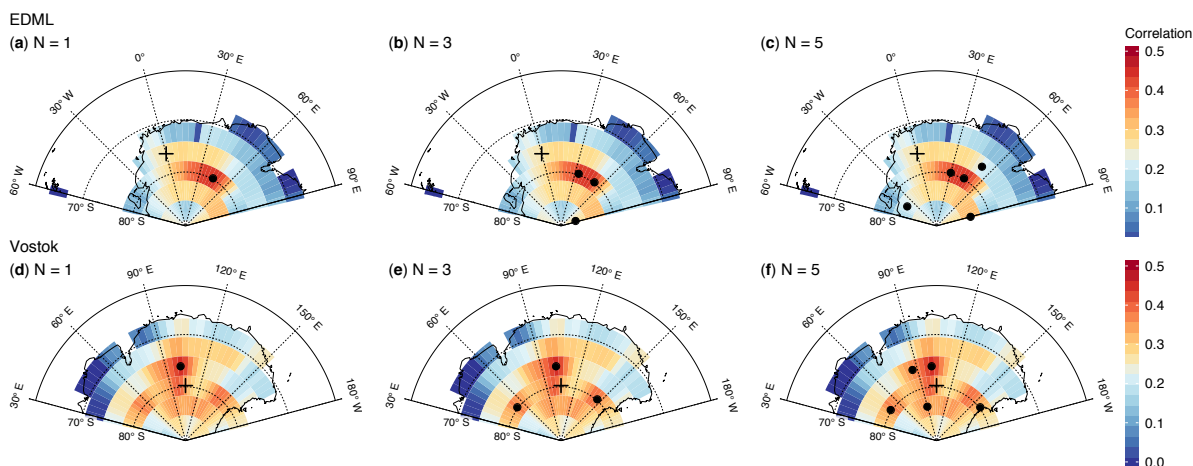 EDML
(a) N = 1
(b) N = 3
(c) N = 5
Correlation
0° 30° E 60° E 90° E 30° W 60° W 70° S 80° S
0° 30° E 60° E 90° E 30° W 60° W 70° S 80° S
0° 30° E 60° E 90° E 30° W 60° W 70° S 80° S
0.5
0.4
0.3
0.2
0.1
Vostok
(d) N = 1
(e) N = 3
(f) N = 5
90° E 120° E 150° E 180° W 60° E 30° E 70° S 80° S
90° E 120° E 150° E 180° W 60° E 30° E 70° S 80° S
90° E 120° E 150° E 180° W 60° E 30° E 70° S 80° S
0.5
0.4
0.3
0.2
0.1
0.0